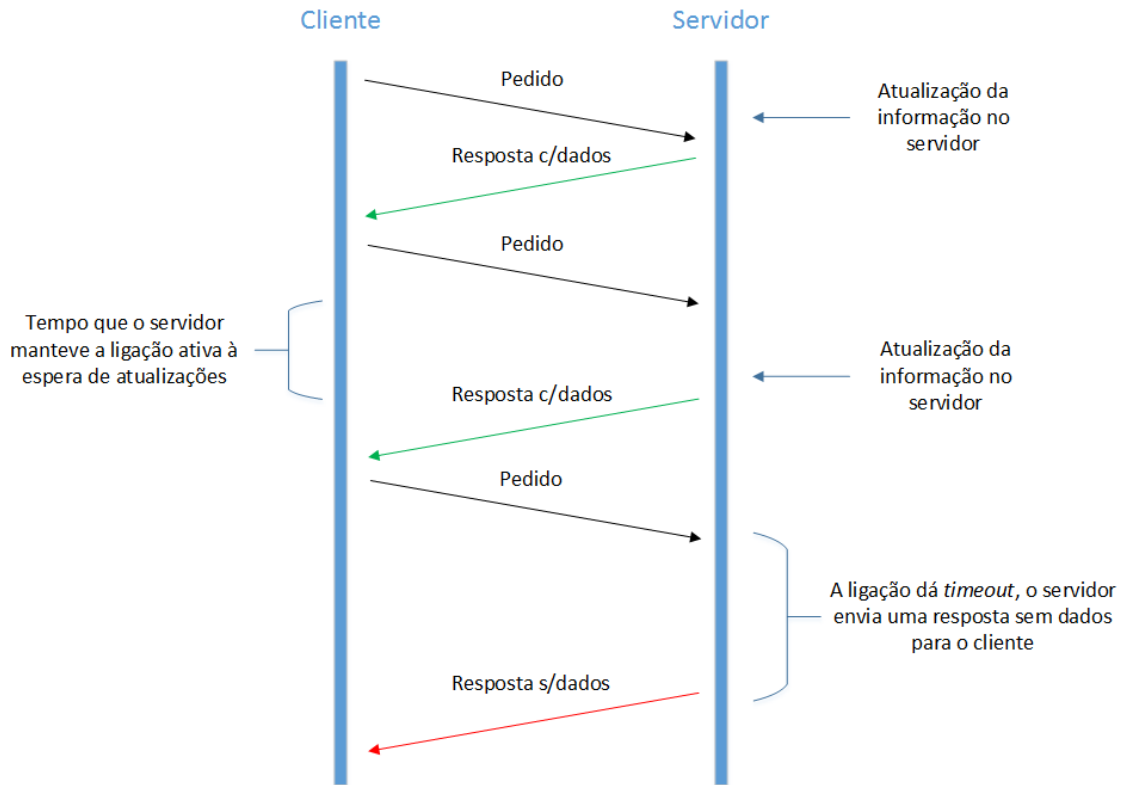 Cliente
Servidor
Pedido
Atualização da
informação no
servidor
Resposta c/dados
Pedido
Tempo que o servidor
manteve a ligação ativa à
espera de atualizações
Atualização da
informação no
servidor
Resposta c/dados
Pedido
A ligação dá timeout, o servidor
envia uma resposta sem dados
para o cliente
Resposta s/dados